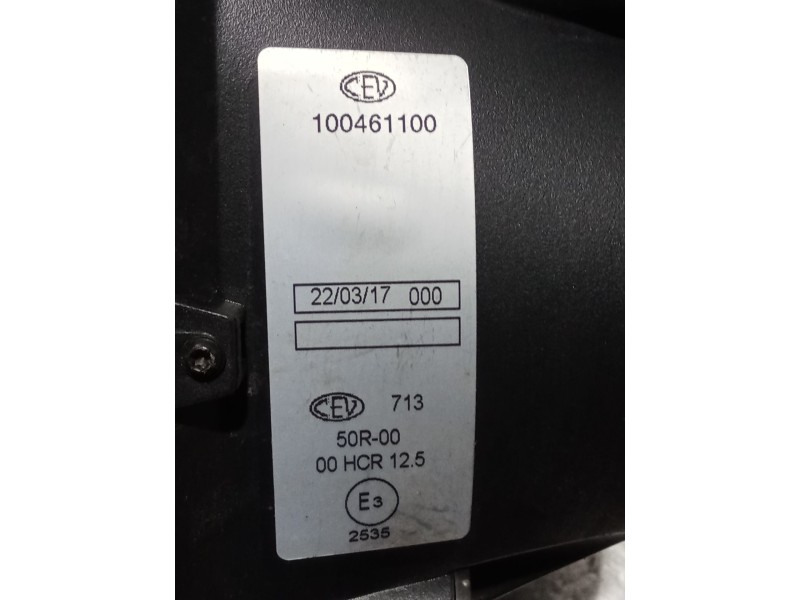 CEV
100461100
22/03/17 000
CEV 713
50R-00
00 HCR 12.5
E3
2535